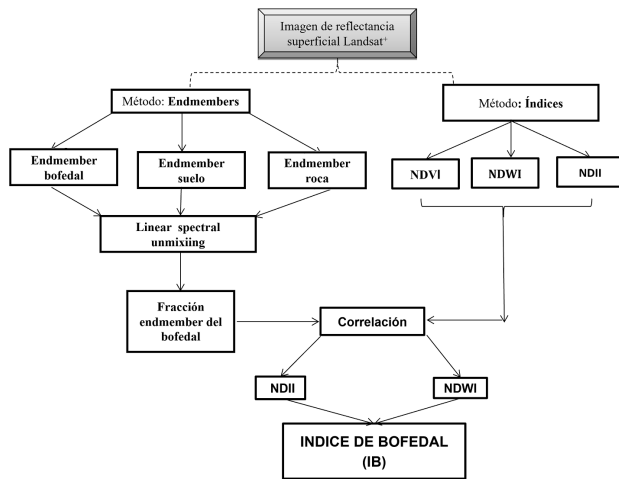 Imagen de reflectancia
superficial Landsat⁺
Método: Endmembers
Método: Índices
Endmember
bofedal
Endmember
suelo
Endmember
roca
NDVI
NDWI
NDII
Linear spectral
unmixiing
Fracción
endmember del
bofedal
Correlación
NDII
NDWI
INDICE DE BOFEDAL
(IB)